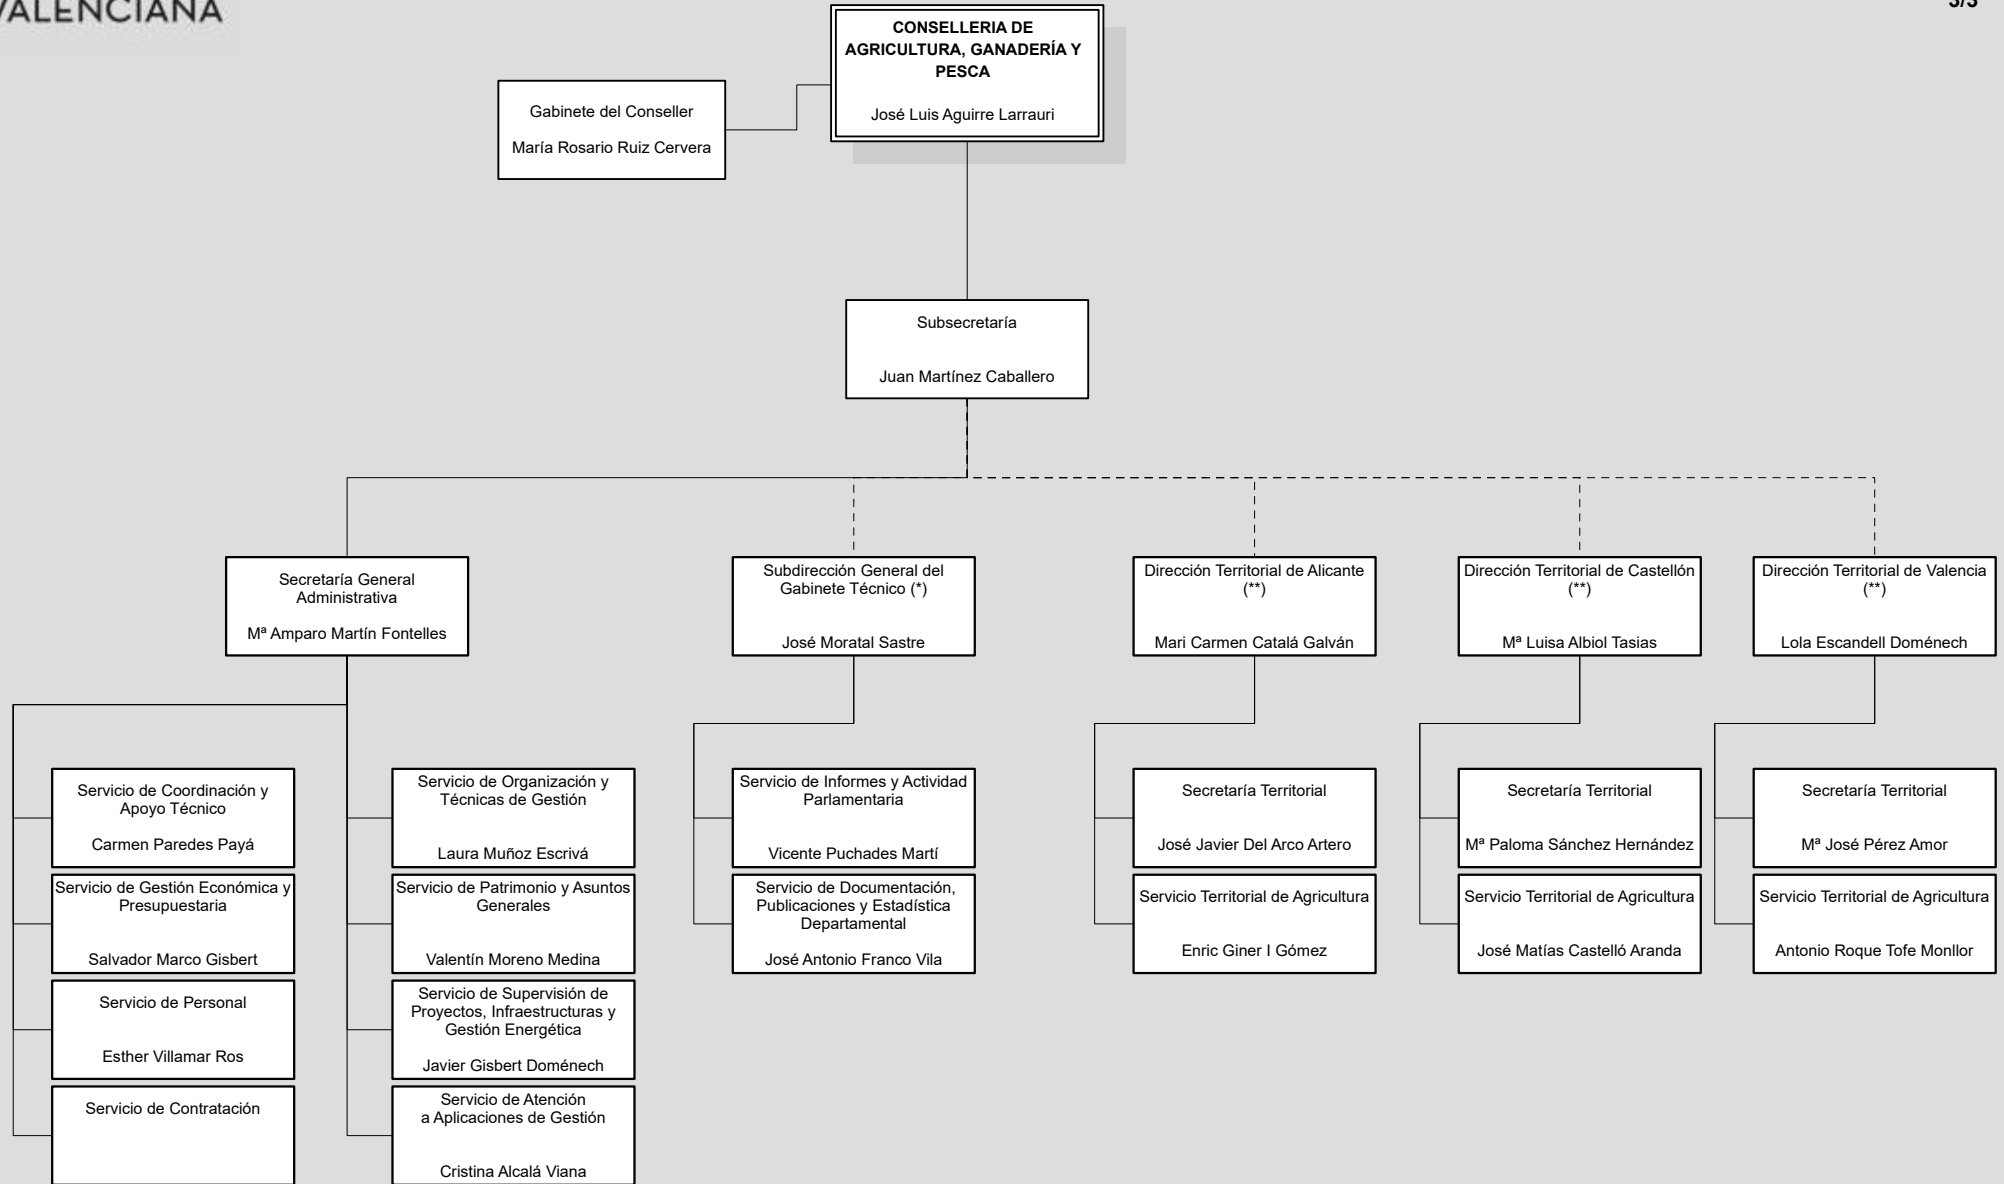 VALENCIANA
3/3
CONSELLERIA DE
AGRICULTURA, GANADERÍA Y
PESCA
José Luis Aguirre Larrauri
Gabinete del Conseller
María Rosario Ruiz Cervera
Subsecretaría
Juan Martínez Caballero
Secretaría General
Administrativa
Mª Amparo Martín Fontelles
Subdirección General del
Gabinete Técnico (*)
José Moratal Sastre
Dirección Territorial de Alicante
(**)
Mari Carmen Catalá Galván
Dirección Territorial de Castellón
(**)
Mª Luisa Albiol Tasias
Dirección Territorial de Valencia
(**)
Lola Escandell Doménech
Servicio de Coordinación y
Apoyo Técnico
Carmen Paredes Payá
Servicio de Gestión Económica y
Presupuestaria
Salvador Marco Gisbert
Servicio de Personal
Esther Villamar Ros
Servicio de Contratación
Servicio de Organización y
Técnicas de Gestión
Laura Muñoz Escrivá
Servicio de Patrimonio y Asuntos
Generales
Valentín Moreno Medina
Servicio de Supervisión de
Proyectos, Infraestructuras y
Gestión Energética
Javier Gisbert Doménech
Servicio de Atención
a Aplicaciones de Gestión
Cristina Alcalá Viana
Servicio de Informes y Actividad
Parlamentaria
Vicente Puchades Martí
Servicio de Documentación,
Publicaciones y Estadística
Departamental
José Antonio Franco Vila
Secretaría Territorial
José Javier Del Arco Artero
Servicio Territorial de Agricultura
Enric Giner I Gómez
Secretaría Territorial
Mª Paloma Sánchez Hernández
Servicio Territorial de Agricultura
José Matías Castelló Aranda
Secretaría Territorial
Mª José Pérez Amor
Servicio Territorial de Agricultura
Antonio Roque Tofe Monllor